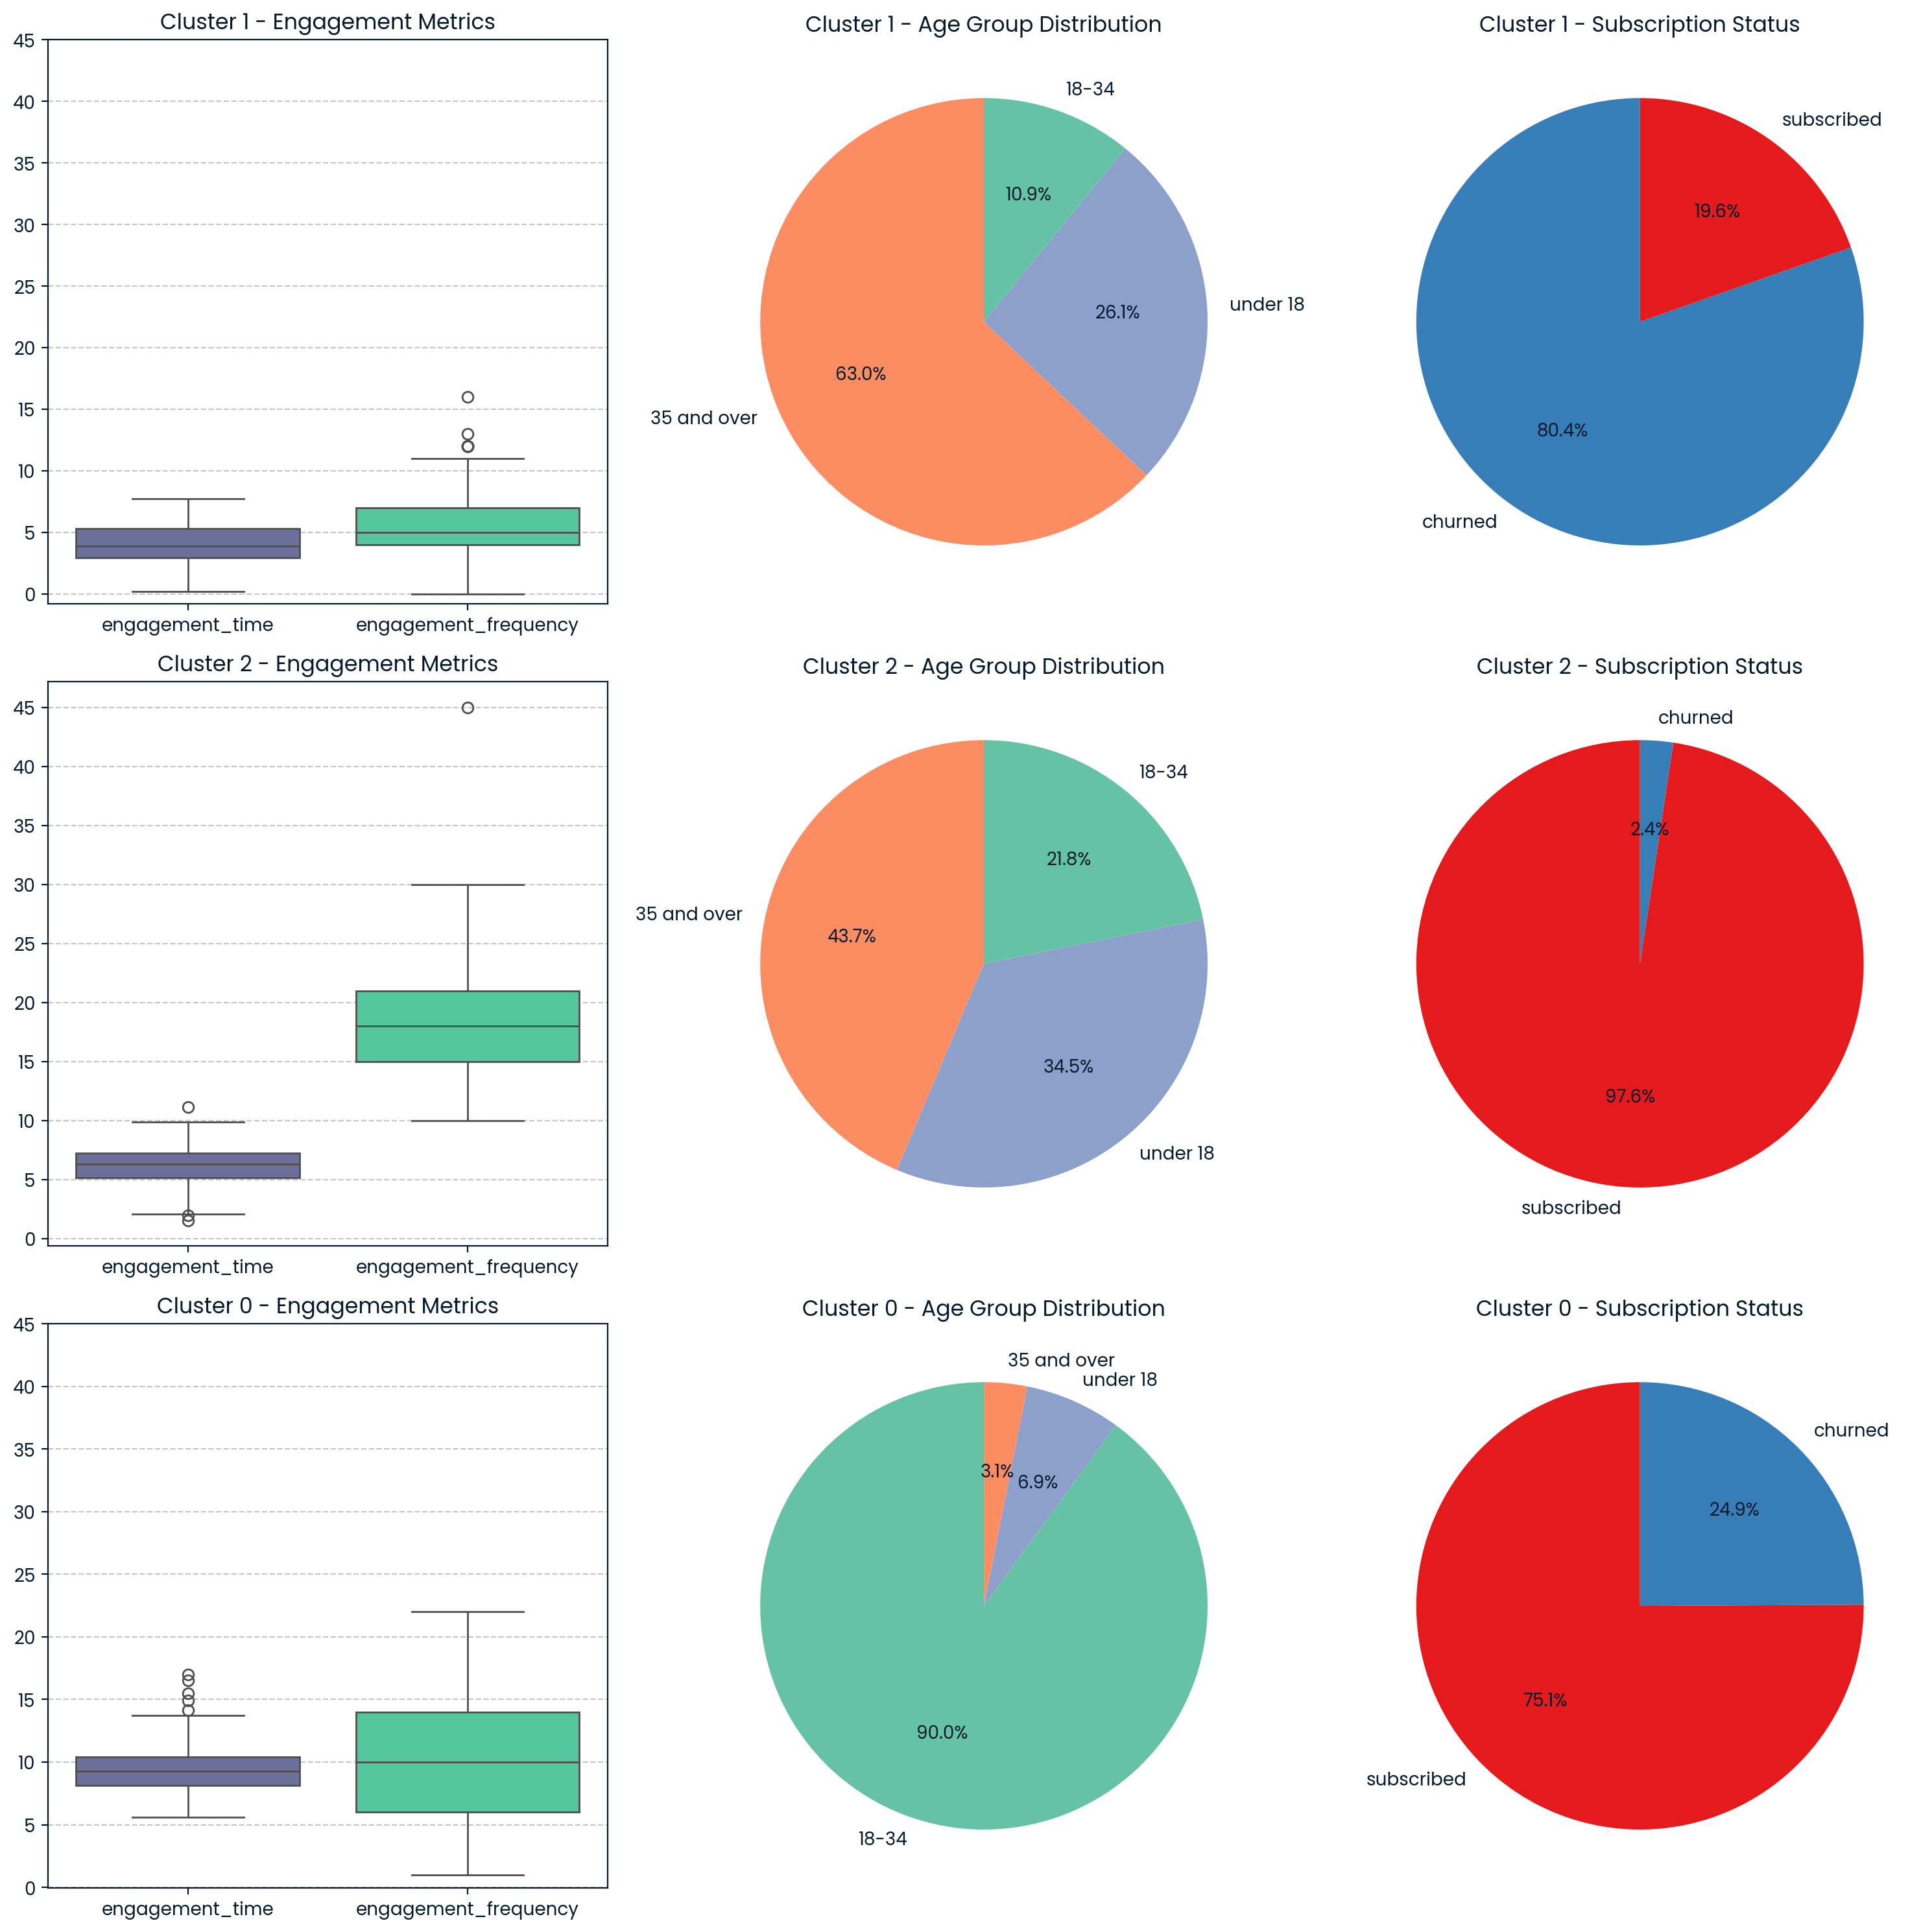 Cluster 1 - Engagement Metrics
45
40
35
30
25
20
15
10
5
0
engagement_time
engagement_frequency
Cluster 1 - Age Group Distribution
18-34
10.9%
under 18
26.1%
63.0%
35 and over
Cluster 1 - Subscription Status
subscribed
19.6%
80.4%
churned
Cluster 2 - Engagement Metrics
45
40
35
30
25
20
15
10
5
0
engagement_time
engagement_frequency
Cluster 2 - Age Group Distribution
18-34
21.8%
35 and over
43.7%
34.5%
under 18
Cluster 2 - Subscription Status
churned
2.4%
97.6%
subscribed
Cluster 0 - Engagement Metrics
45
40
35
30
25
20
15
10
5
0
engagement_time
engagement_frequency
Cluster 0 - Age Group Distribution
35 and over
under 18
3.1%
6.9%
90.0%
18-34
Cluster 0 - Subscription Status
churned
24.9%
75.1%
subscribed